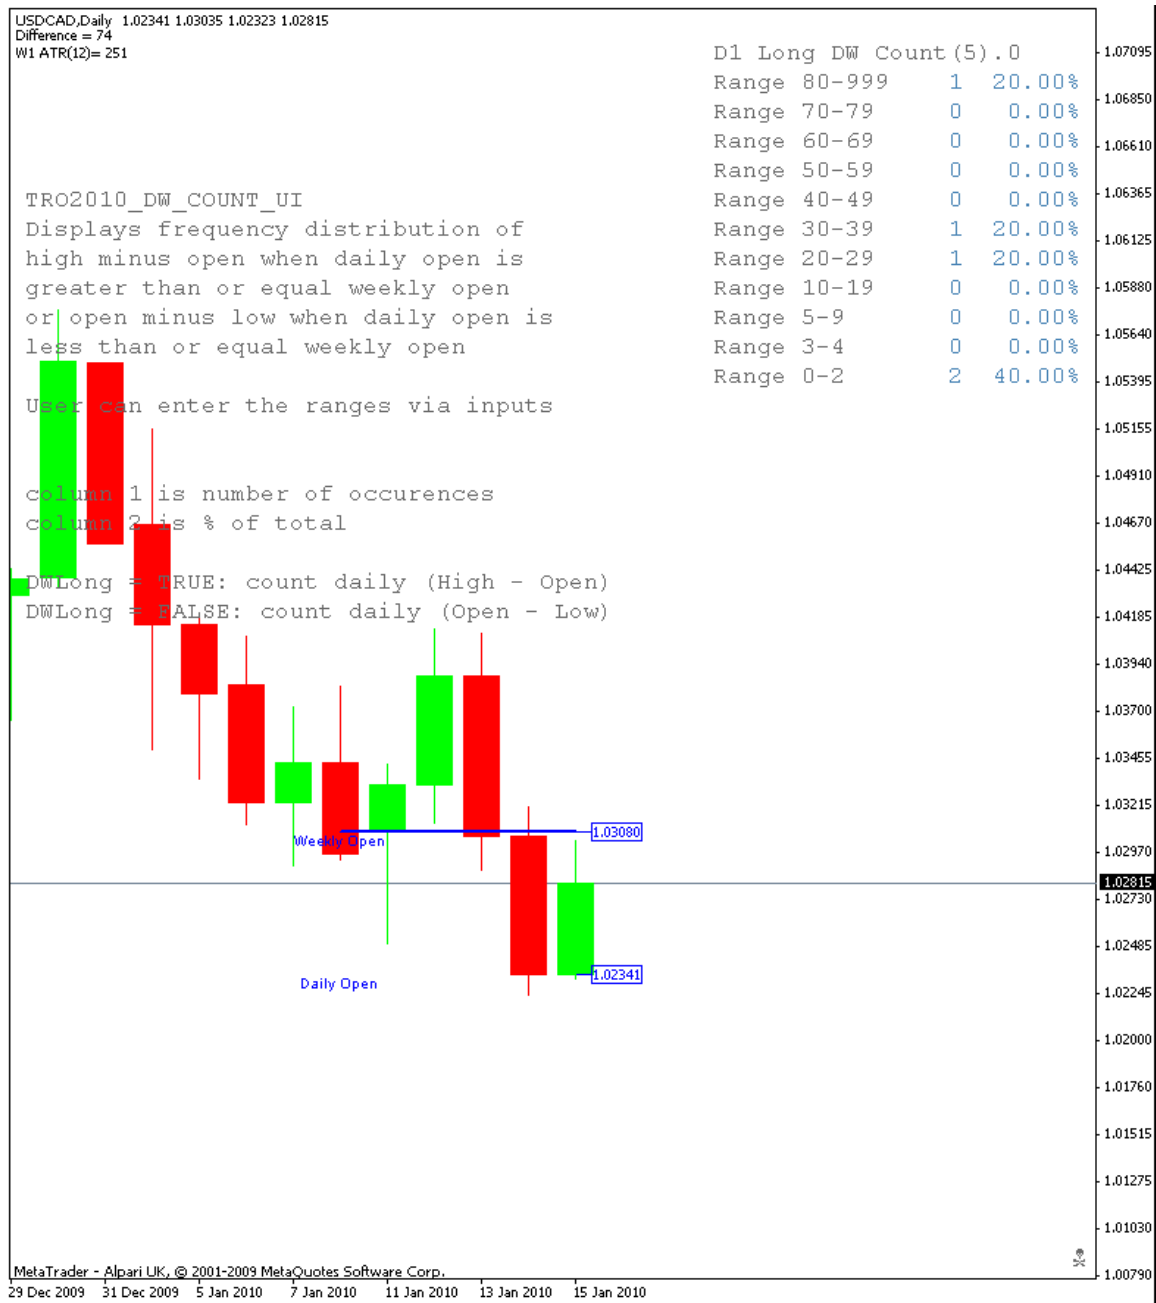 USDCAD,Daily 1.02341 1.03035 1.02323 1.02815
Difference = 74
W1 ATR(12)= 251
D1 Long DW Count(5).0
Range 80-999 1 20.00%
Range 70-79 0 0.00%
Range 60-69 0 0.00%
Range 50-59 0 0.00%
Range 40-49 0 0.00%
Range 30-39 1 20.00%
Range 20-29 1 20.00%
Range 10-19 0 0.00%
Range 5-9 0 0.00%
Range 3-4 0 0.00%
Range 0-2 2 40.00%
TRO2010_DW_COUNT_UI
Displays frequency distribution of
high minus open when daily open is
greater than or equal weekly open
or open minus low when daily open is
less than or equal weekly open
User can enter the ranges via inputs
column 1 is number of occurences
column 2 is % of total
DWLong = TRUE: count daily (High - Open)
DWLong = FALSE: count daily (Open - Low)
Weekly Open
1.03080
Daily Open
1.02341
1.07095
1.06850
1.06610
1.06365
1.06125
1.05880
1.05640
1.05395
1.05155
1.04910
1.04670
1.04425
1.04185
1.03940
1.03700
1.03455
1.03215
1.02970
1.02815
1.02730
1.02485
1.02245
1.02000
1.01760
1.01515
1.01275
1.01030
1.00790
MetaTrader - Alpari UK, © 2001-2009 MetaQuotes Software Corp.
29 Dec 2009 31 Dec 2009 5 Jan 2010 7 Jan 2010 11 Jan 2010 13 Jan 2010 15 Jan 2010